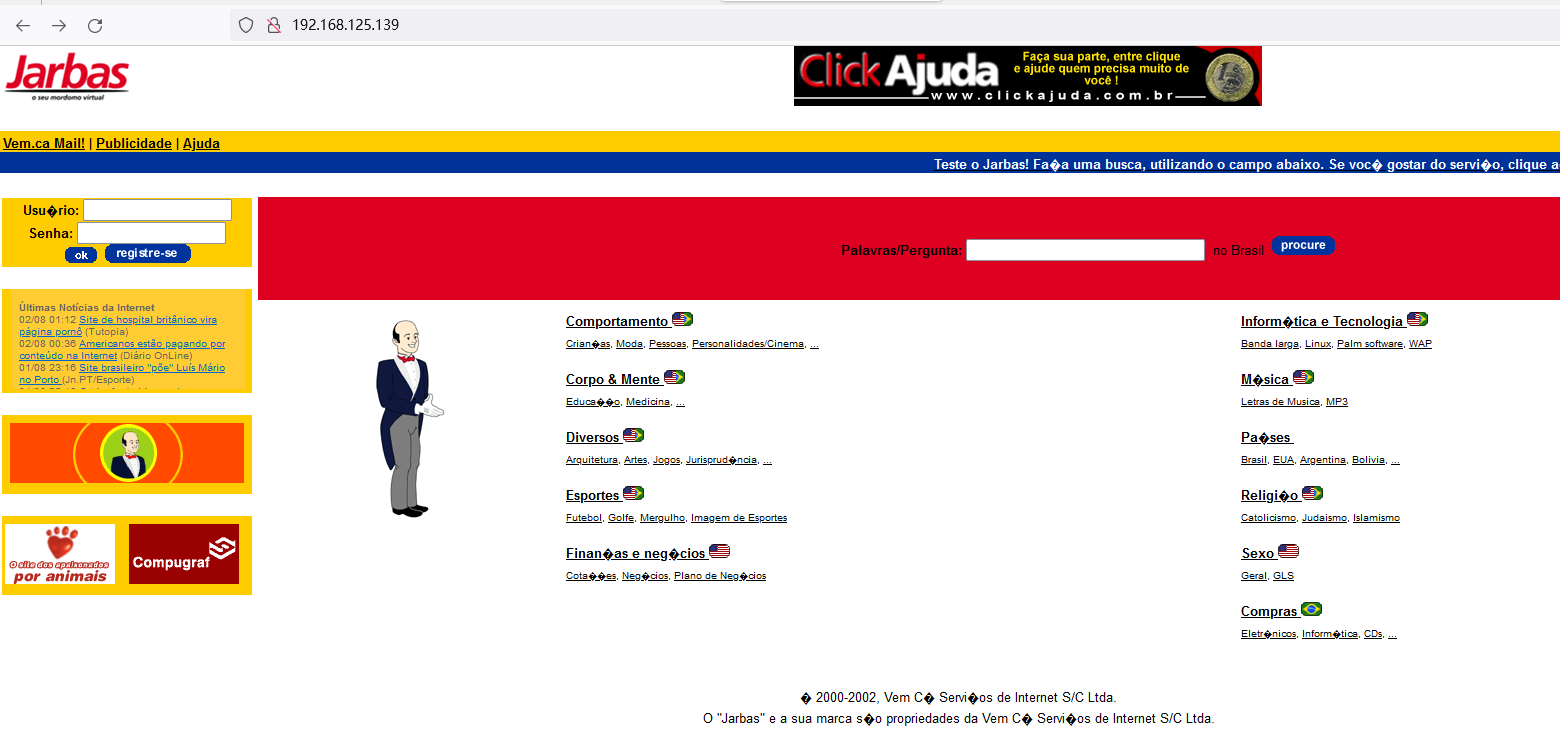 192.168.125.139
Jarbas
o seu mordomo virtual
Click Ajuda
Faça sua parte, entre clique
e ajude quem precisa muito de
você !
www.clickajuda.com.br
Vem.ca Mail! | Publicidade | Ajuda
Teste o Jarbas! Fa�a uma busca, utilizando o campo abaixo. Se voc� gostar do servi�o, clique a
Usu�rio:
Senha:
ok registre-se
Palavras/Pergunta: no Brasil procure
Últimas Notícias da Internet
02/08 01:12 Site de hospital britânico vira
página pornô (Tutopia)
02/08 00:36 Americanos estão pagando por
conteúdo na Internet (Diário OnLine)
01/08 23:16 Site brasileiro "põe" Luís Mário
no Porto (Jn.PT/Esporte)
O site dos apaixonados
por animais
Compugraf
Comportamento
Crian�as, Moda, Pessoas, Personalidades/Cinema, ...
Corpo & Mente
Educa��o, Medicina, ...
Diversos
Arquitetura, Artes, Jogos, Jurisprud�ncia, ...
Esportes
Futebol, Golfe, Mergulho, Imagem de Esportes
Finan�as e neg�cios
Cota��es, Neg�cios, Plano de Neg�cios
Inform�tica e Tecnologia
Banda larga, Linux, Palm software, WAP
M�sica
Letras de Musica, MP3
Pa�ses
Brasil, EUA, Argentina, Bolivia, ...
Religi�o
Catolicismo, Judaismo, Islamismo
Sexo
Geral, GLS
Compras
Eletr�nicos, Inform�tica, CDs, ...
� 2000-2002, Vem C� Servi�os de Internet S/C Ltda.
O "Jarbas" e a sua marca s�o propriedades da Vem C� Servi�os de Internet S/C Ltda.